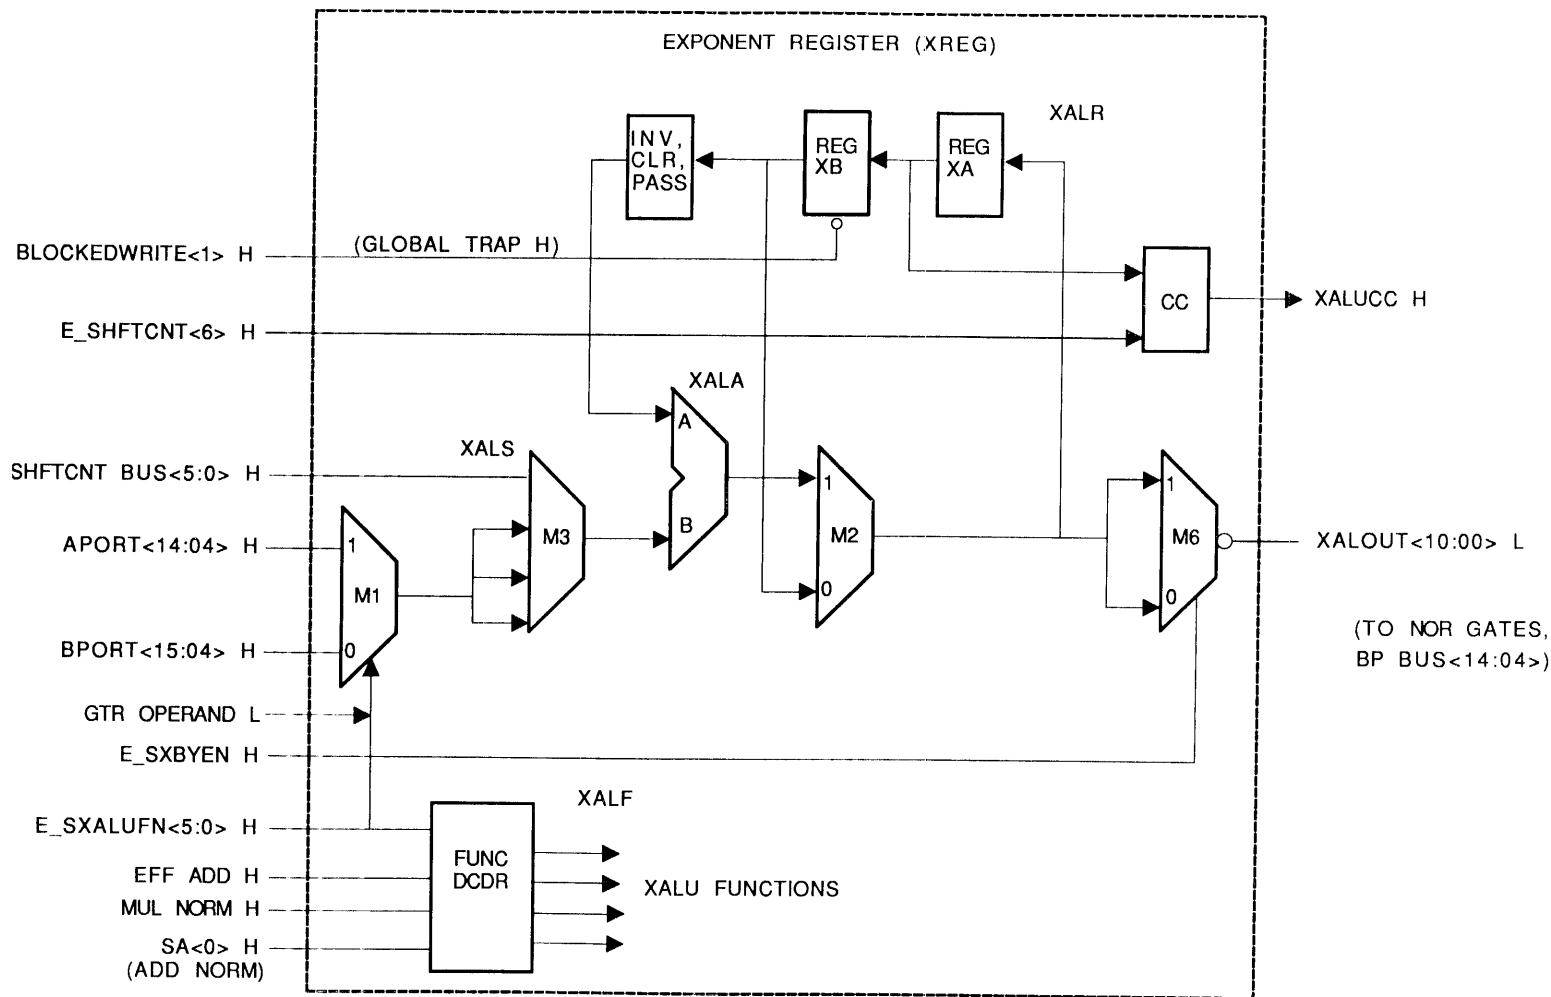 EXPONENT REGISTER (XREG)
XALR
INV,
CLR,
PASS
REG
XB
REG
XA
BLOCKEDWRITE<1> H
(GLOBAL TRAP H)
CC
XALUCC H
E_SHFTCNT<6> H
XALA
A
XALS
SHFTCNT BUS<5:0> H
1
1
B
M3
M2
M6
APORT<14:04> H
1
XALOUT<10:00> L
M1
0
0
BPORT<15:04> H
0
(TO NOR GATES,
BP BUS<14:04>)
GTR OPERAND L
E_SXBYEN H
XALF
E_SXALUFN<5:0> H
FUNC
DCDR
EFF ADD H
XALU FUNCTIONS
MUL NORM H
SA<0> H
(ADD NORM)